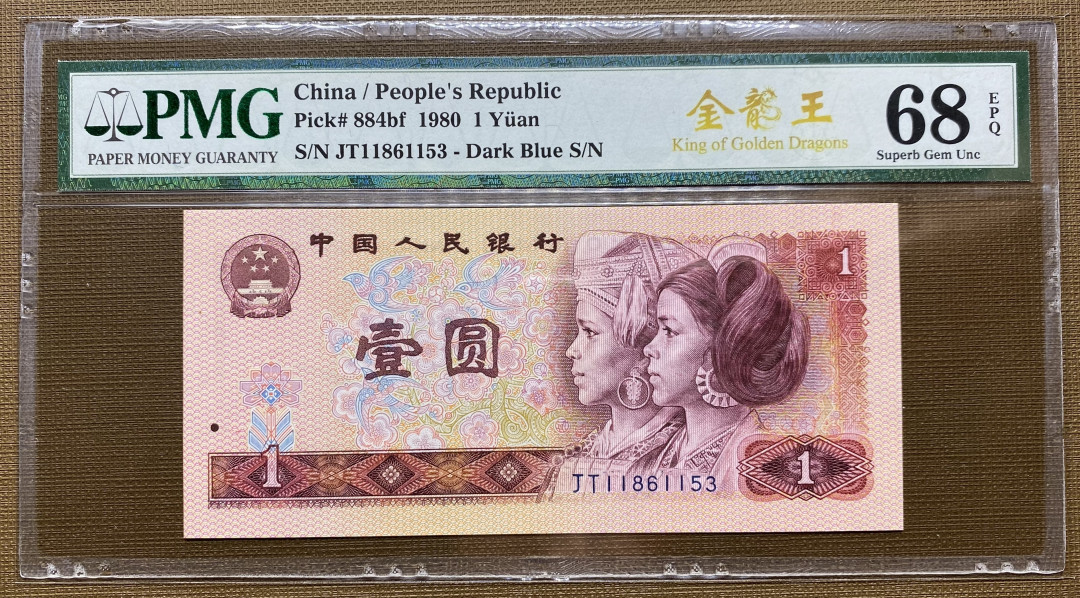 PMG
PAPER MONEY GUARANTY
China / People's Republic
Pick# 884bf 1980 1 Yüan
S/N JT11861153 - Dark Blue S/N
金龍王
King of Golden Dragons
68
EPQ
Superb Gem Unc
中国人民银行
1
壹圆
1
1
JT11861153